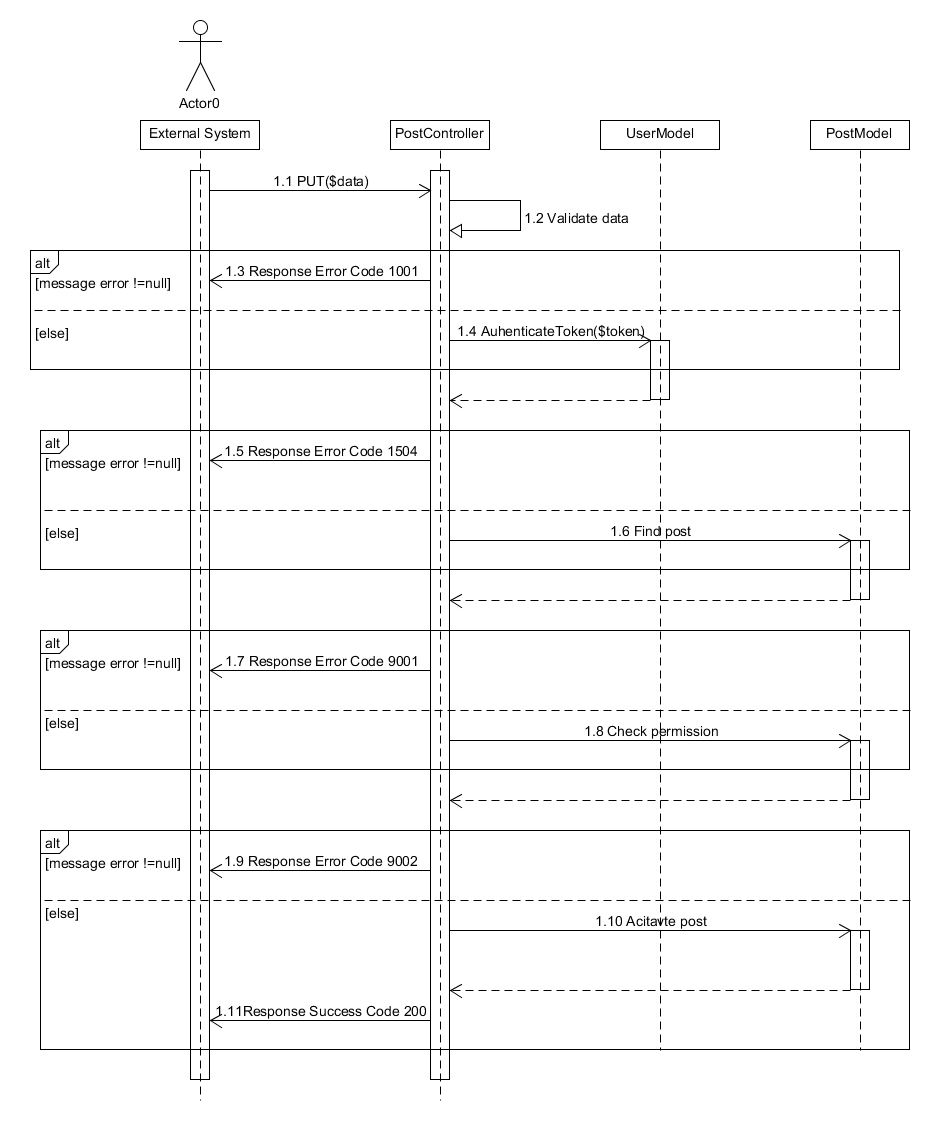 Actor0
External System
PostController
UserModel
PostModel
1.1 PUT($data)
1.2 Validate data
alt
1.3 Response Error Code 1001
[message error !=null]
[else]
1.4 AuhenticateToken($token)
alt
1.5 Response Error Code 1504
[message error !=null]
[else]
1.6 Find post
alt
1.7 Response Error Code 9001
[message error !=null]
[else]
1.8 Check permission
alt
1.9 Response Error Code 9002
[message error !=null]
[else]
1.10 Acitavte post
1.11Response Success Code 200